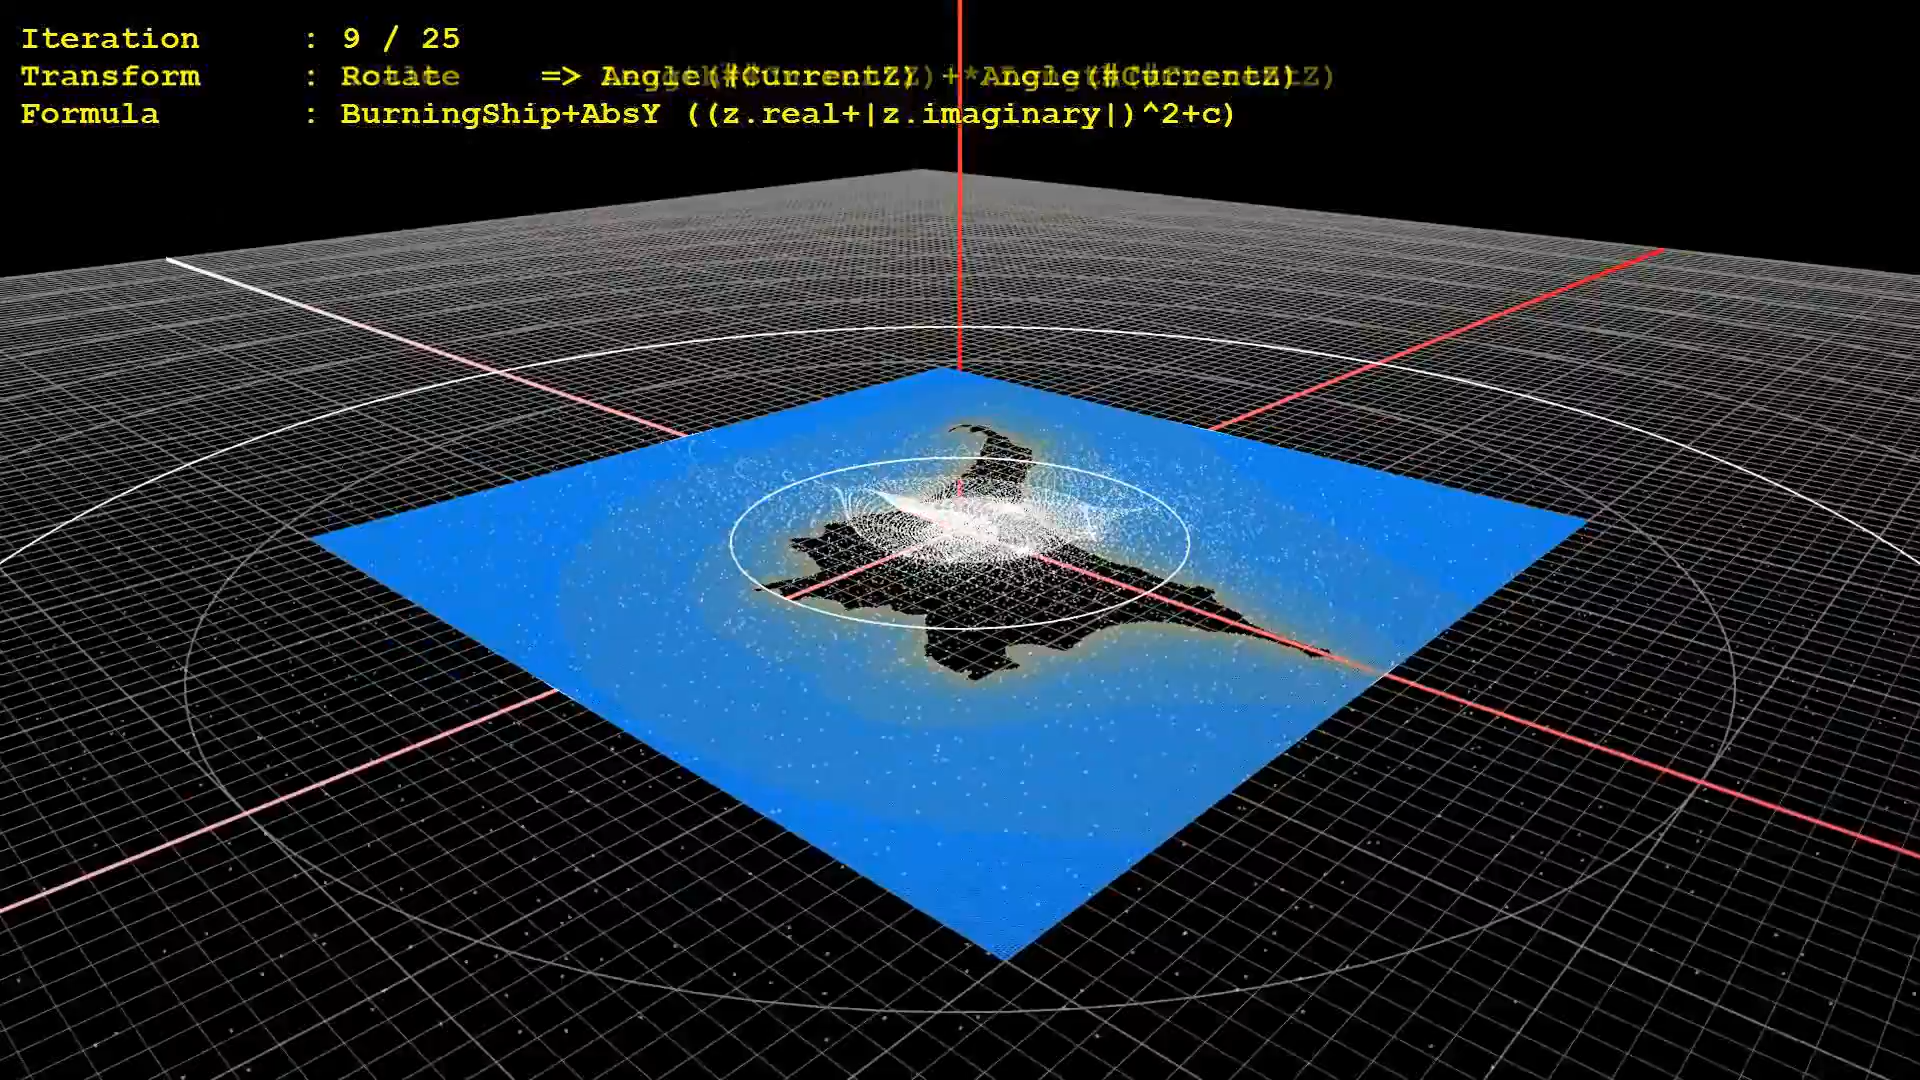 Iteration : 9 / 25
Transform : Rotate => Angle(#CurrentZ) + Angle(#CurrentZ)
Formula : BurningShip+AbsY ((z.real+|z.imaginary|)^2+c)